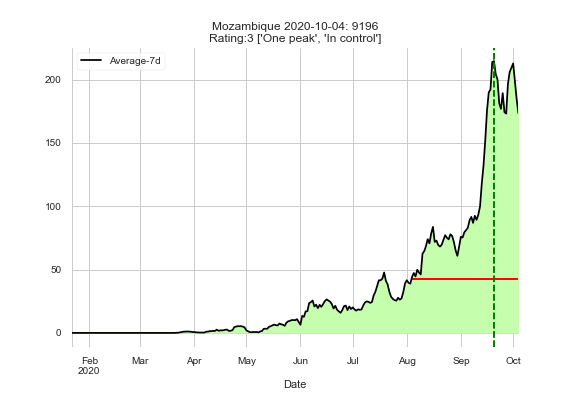 Mozambique 2020-10-04: 9196
Rating:3 ['One peak', 'In control']
Average-7d
200
150
100
50
0
Feb Mar Apr May Jun Jul Aug Sep Oct
2020
Date